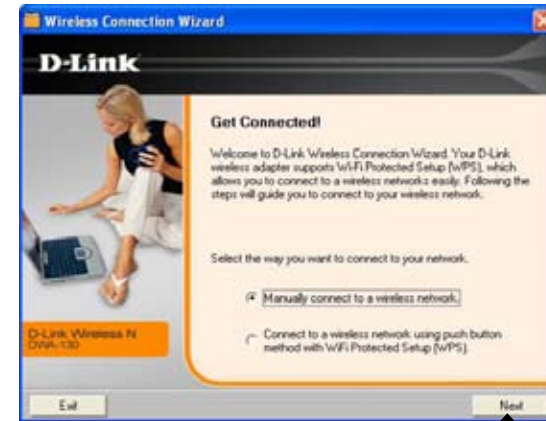 Wireless Connection Wizard
D-Link
Get Connected!
Welcome to D-Link Wireless Connection Wizard. Your D-Link
wireless adapter supports Wi-Fi Protected Setup (WPS), which
allows you to connect to a wireless networks easily. Following the
steps will guide you to connect to your wireless network.
Select the way you want to connect to your network.
Manually connect to a wireless network.
Connect to a wireless network using push button
method with WiFi Protected Setup (WPS).
D-Link Wireless N
DWA-130
Exit
Next